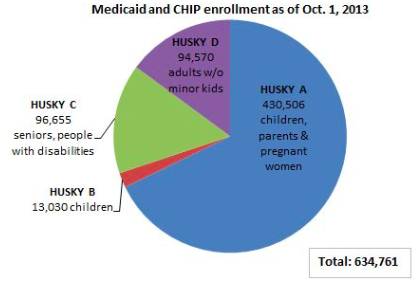 Medicaid and CHIP enrollment as of Oct. 1, 2013
HUSKY D
94,570
adults w/o
minor kids
HUSKY A
430,506
children,
parents &
pregnant
women
HUSKY C
96,655
seniors, people
with disabilities
HUSKY B
13,030 children
Total: 634,761